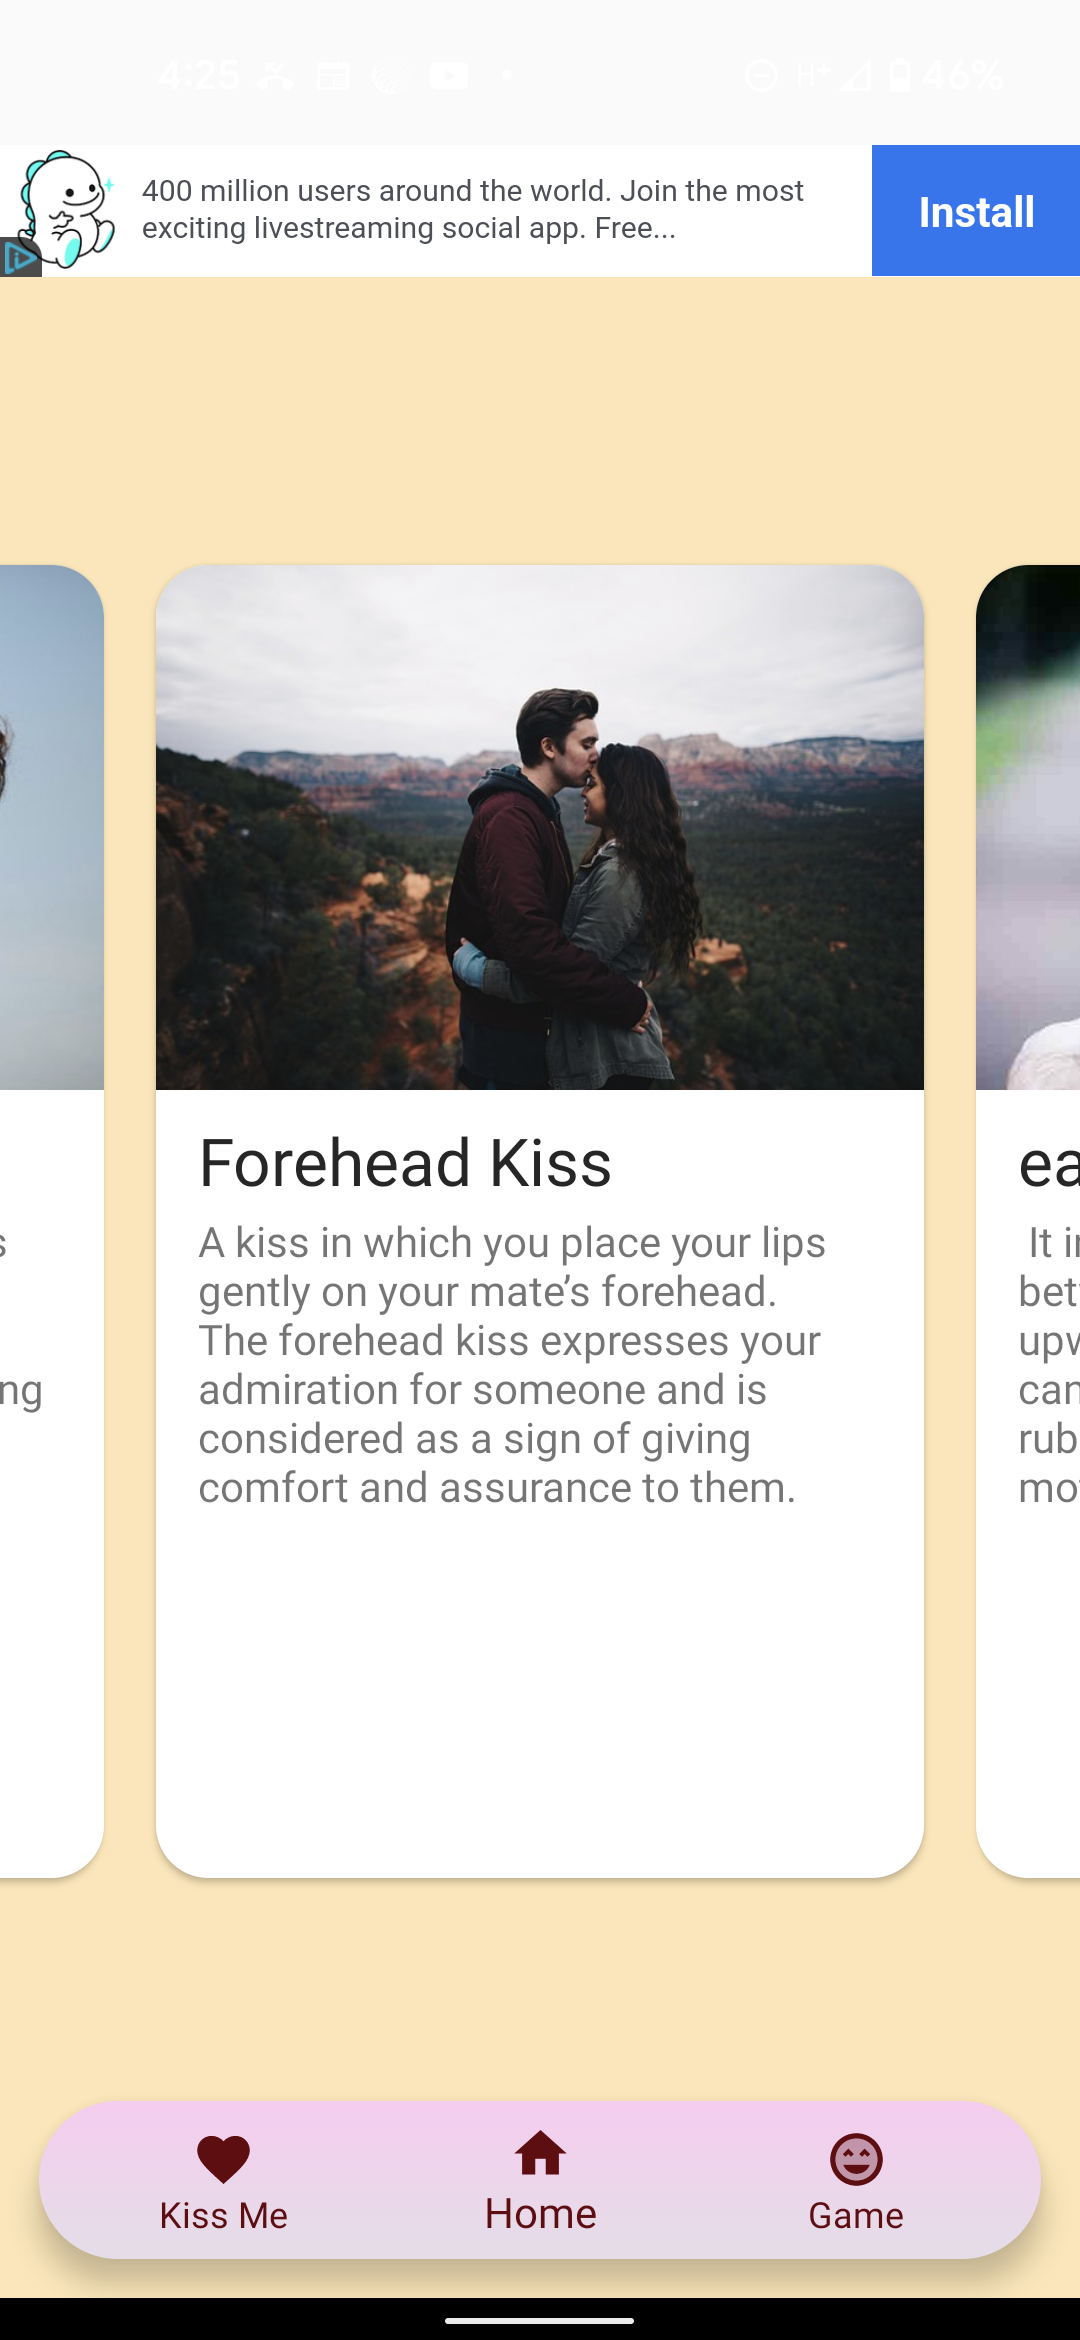 4:25
H+
46%
400 million users around the world. Join the most
exciting livestreaming social app. Free...
Install
Forehead Kiss
A kiss in which you place your lips
gently on your mate’s forehead.
The forehead kiss expresses your
admiration for someone and is
considered as a sign of giving
comfort and assurance to them.
s
ng
ea
It i
bet
upw
can
rub
mo
Kiss Me
Home
Game